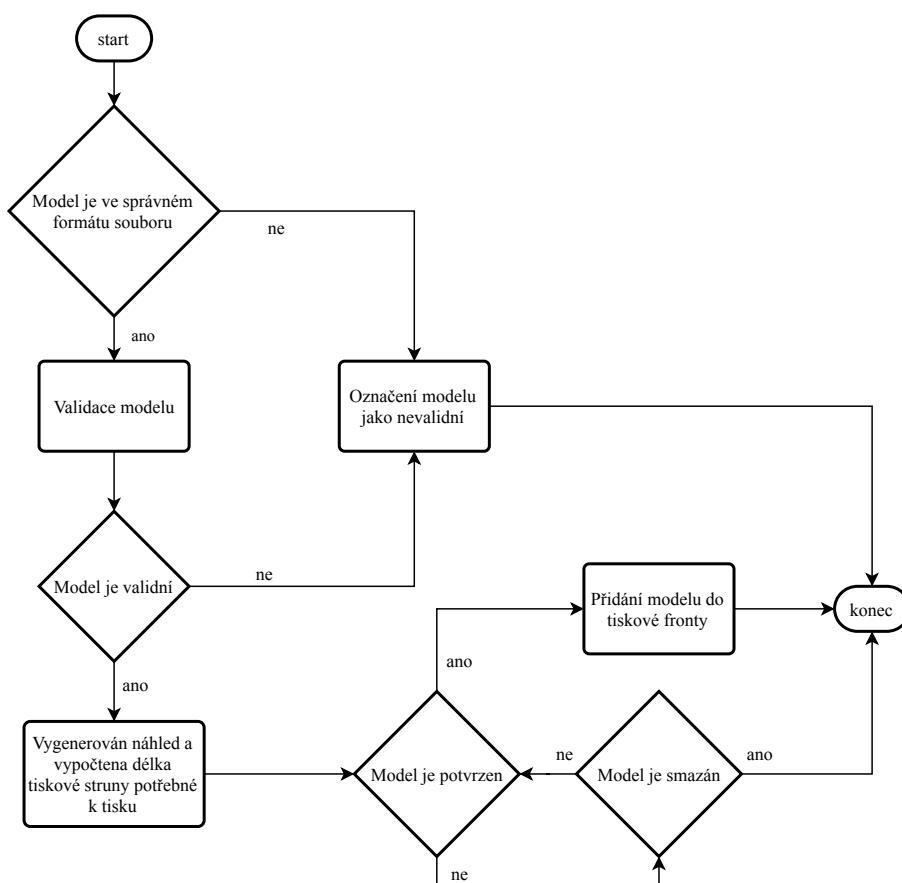 start
Model je ve správném
formátu souboru
ne
ano
Validace modelu
Označení modelu
jako nevalidní
Model je validní
ne
ano
Přidání modelu do
tiskové fronty
konec
ano
Vygenerován náhled a
vypočtena délka
tiskové struny potřebné
k tisku
Model je potvrzen
ne
Model je smazán
ano
ne